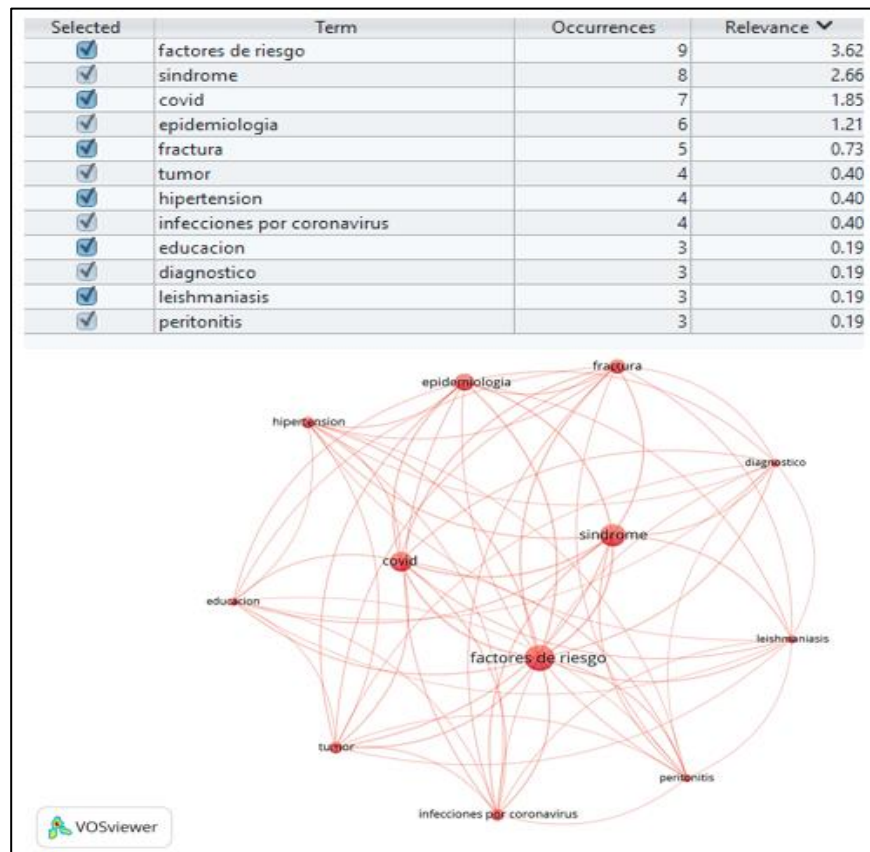 Selected Term Occurrences Relevance
factores de riesgo 9 3.62
sindrome 8 2.66
covid 7 1.85
epidemiologia 6 1.21
fractura 5 0.73
tumor 4 0.40
hipertension 4 0.40
infecciones por coronavirus 4 0.40
educacion 3 0.19
diagnostico 3 0.19
leishmaniasis 3 0.19
peritonitis 3 0.19
fractura
epidemiologia
hipertension
diagnostico
sindrome
covid
educacion
leishmaniasis
factores de riesgo
tumor
peritonitis
infecciones por coronavirus
VOSviewer